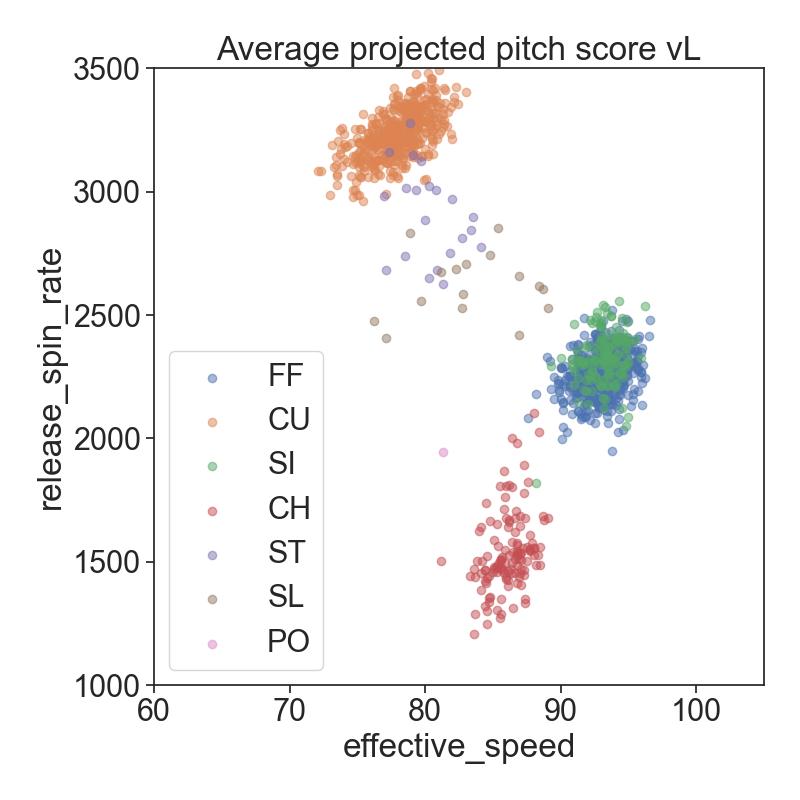 Average projected pitch score vL
3500
3000
2500
2000
1500
1000
release_spin_rate
FF
CU
SI
CH
ST
SL
PO
60
70
80
90
100
effective_speed